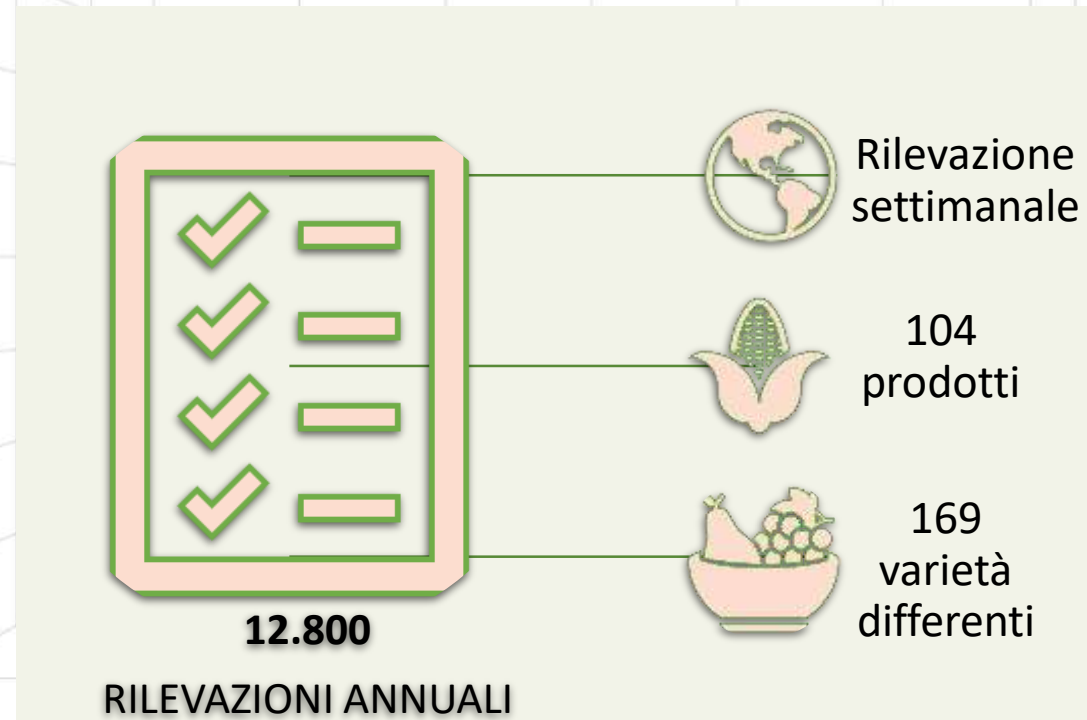 Rilevazione
settimanale
104
prodotti
169
varietà
differenti
12.800
RILEVAZIONI ANNUALI